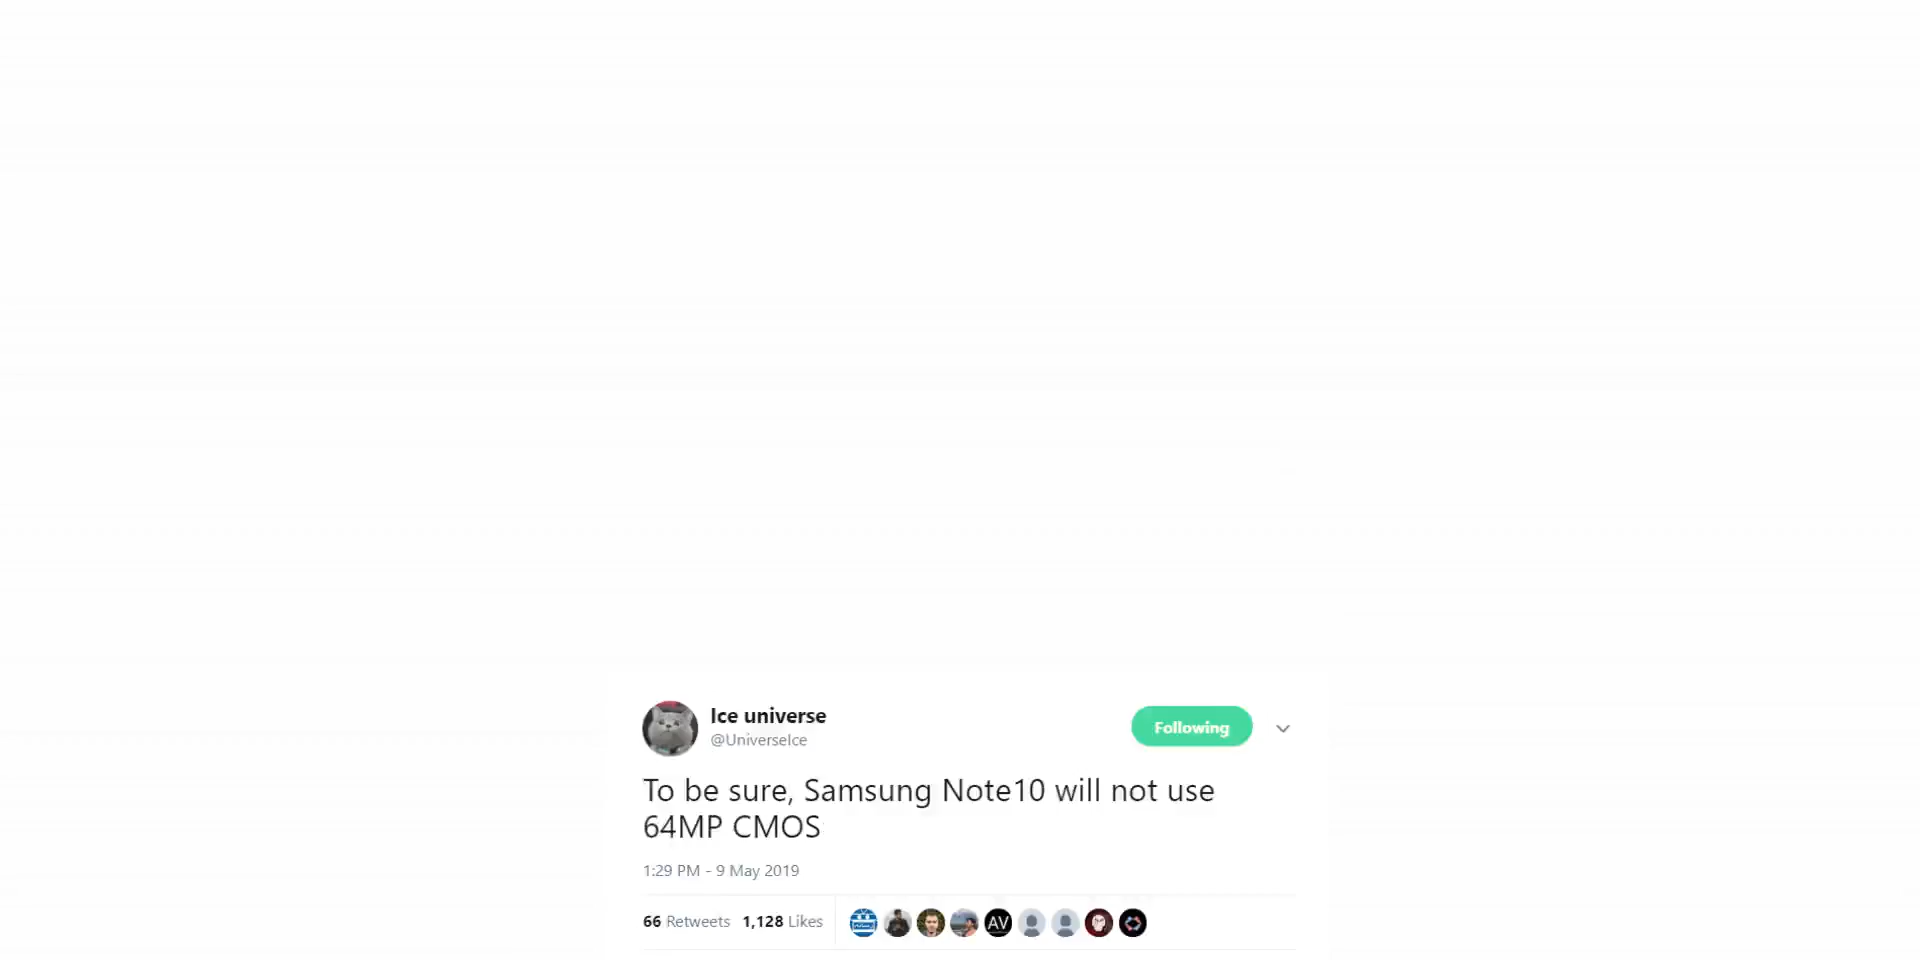 Ice universe
@UniverseIce
Following
To be sure, Samsung Note10 will not use
64MP CMOS
1:29 PM - 9 May 2019
66 Retweets 1,128 Likes
AV